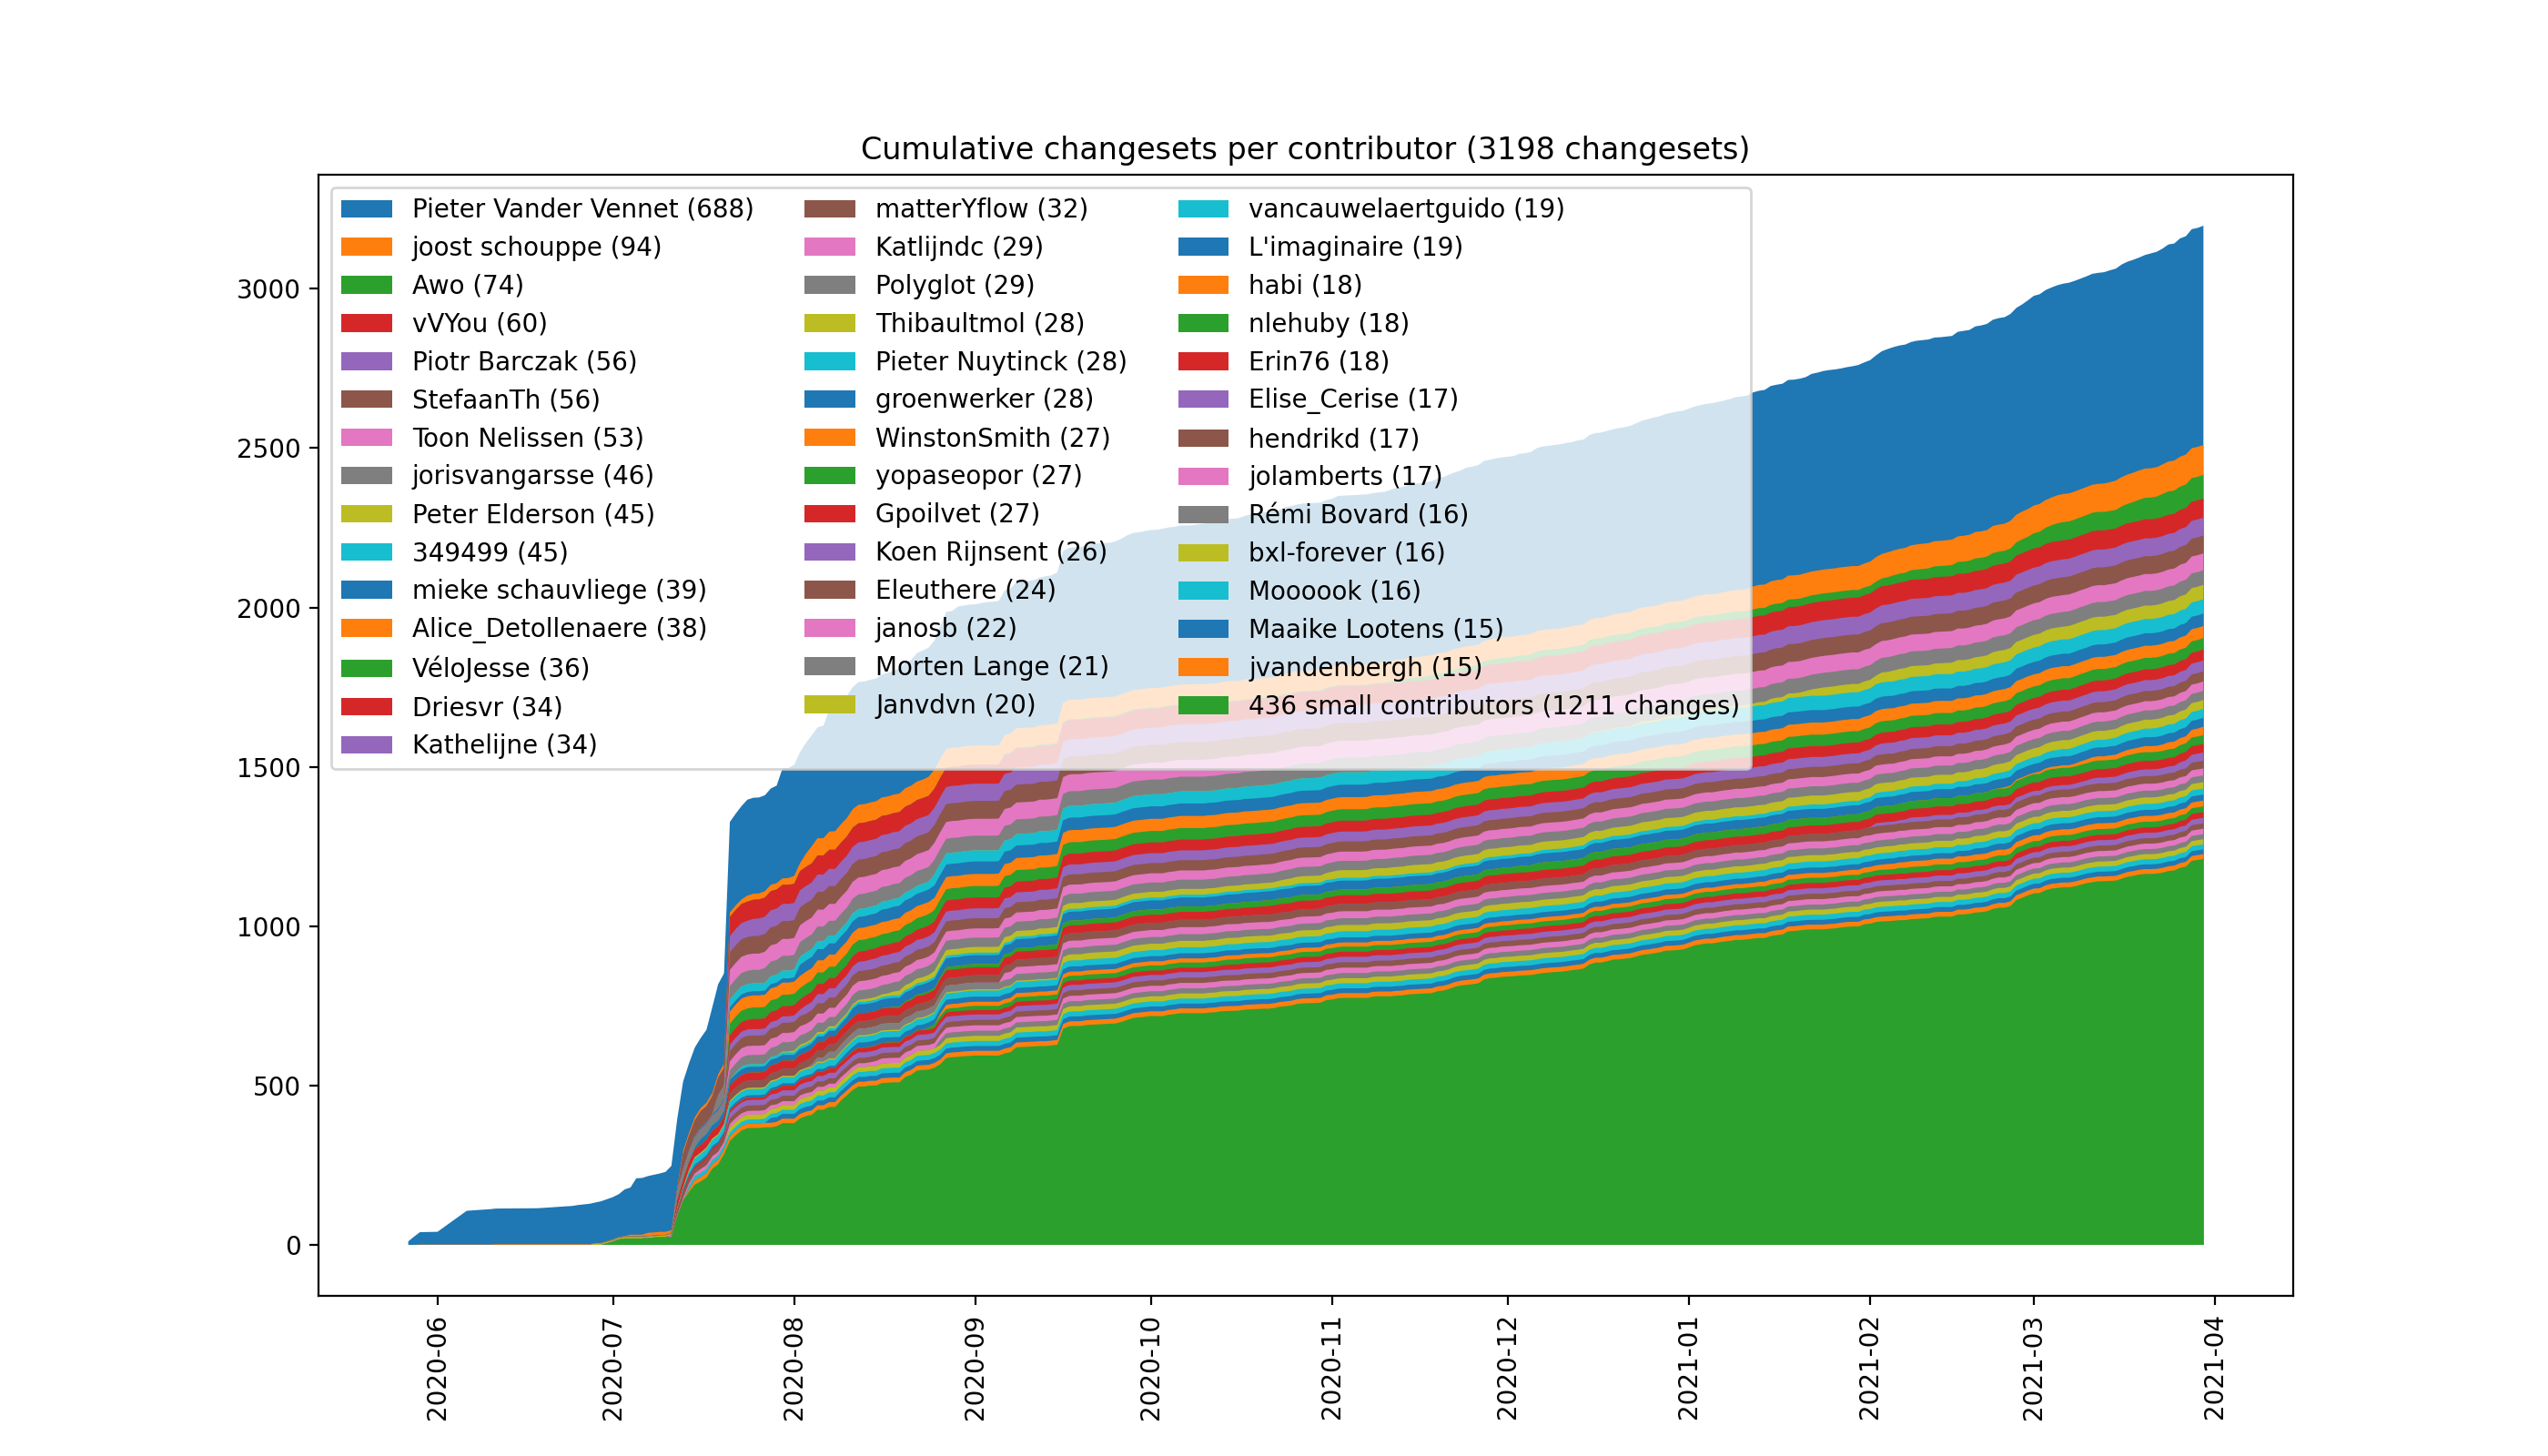 Cumulative changesets per contributor (3198 changesets)
Pieter Vander Vennet (688)
joost schouppe (94)
Awo (74)
vVYou (60)
Piotr Barczak (56)
StefaanTh (56)
Toon Nelissen (53)
jorisvangarsse (46)
Peter Elderson (45)
349499 (45)
mieke schauvliege (39)
Alice_Detollenaere (38)
VéloJesse (36)
Driesvr (34)
Kathelijne (34)
matterYflow (32)
Katlijndc (29)
Polyglot (29)
Thibaultmol (28)
Pieter Nuytinck (28)
groenwerker (28)
WinstonSmith (27)
yopaseopor (27)
Gpoilvet (27)
Koen Rijnsent (26)
Eleuthere (24)
janosb (22)
Morten Lange (21)
Janvdvn (20)
vancauwelaertguido (19)
L'imaginaire (19)
habi (18)
nlehuby (18)
Erin76 (18)
Elise_Cerise (17)
hendrikd (17)
jolamberts (17)
Rémi Bovard (16)
bxl-forever (16)
Moooook (16)
Maaike Lootens (15)
jvandenbergh (15)
436 small contributors (1211 changes)
3000
2500
2000
1500
1000
500
0
2020-06
2020-07
2020-08
2020-09
2020-10
2020-11
2020-12
2021-01
2021-02
2021-03
2021-04